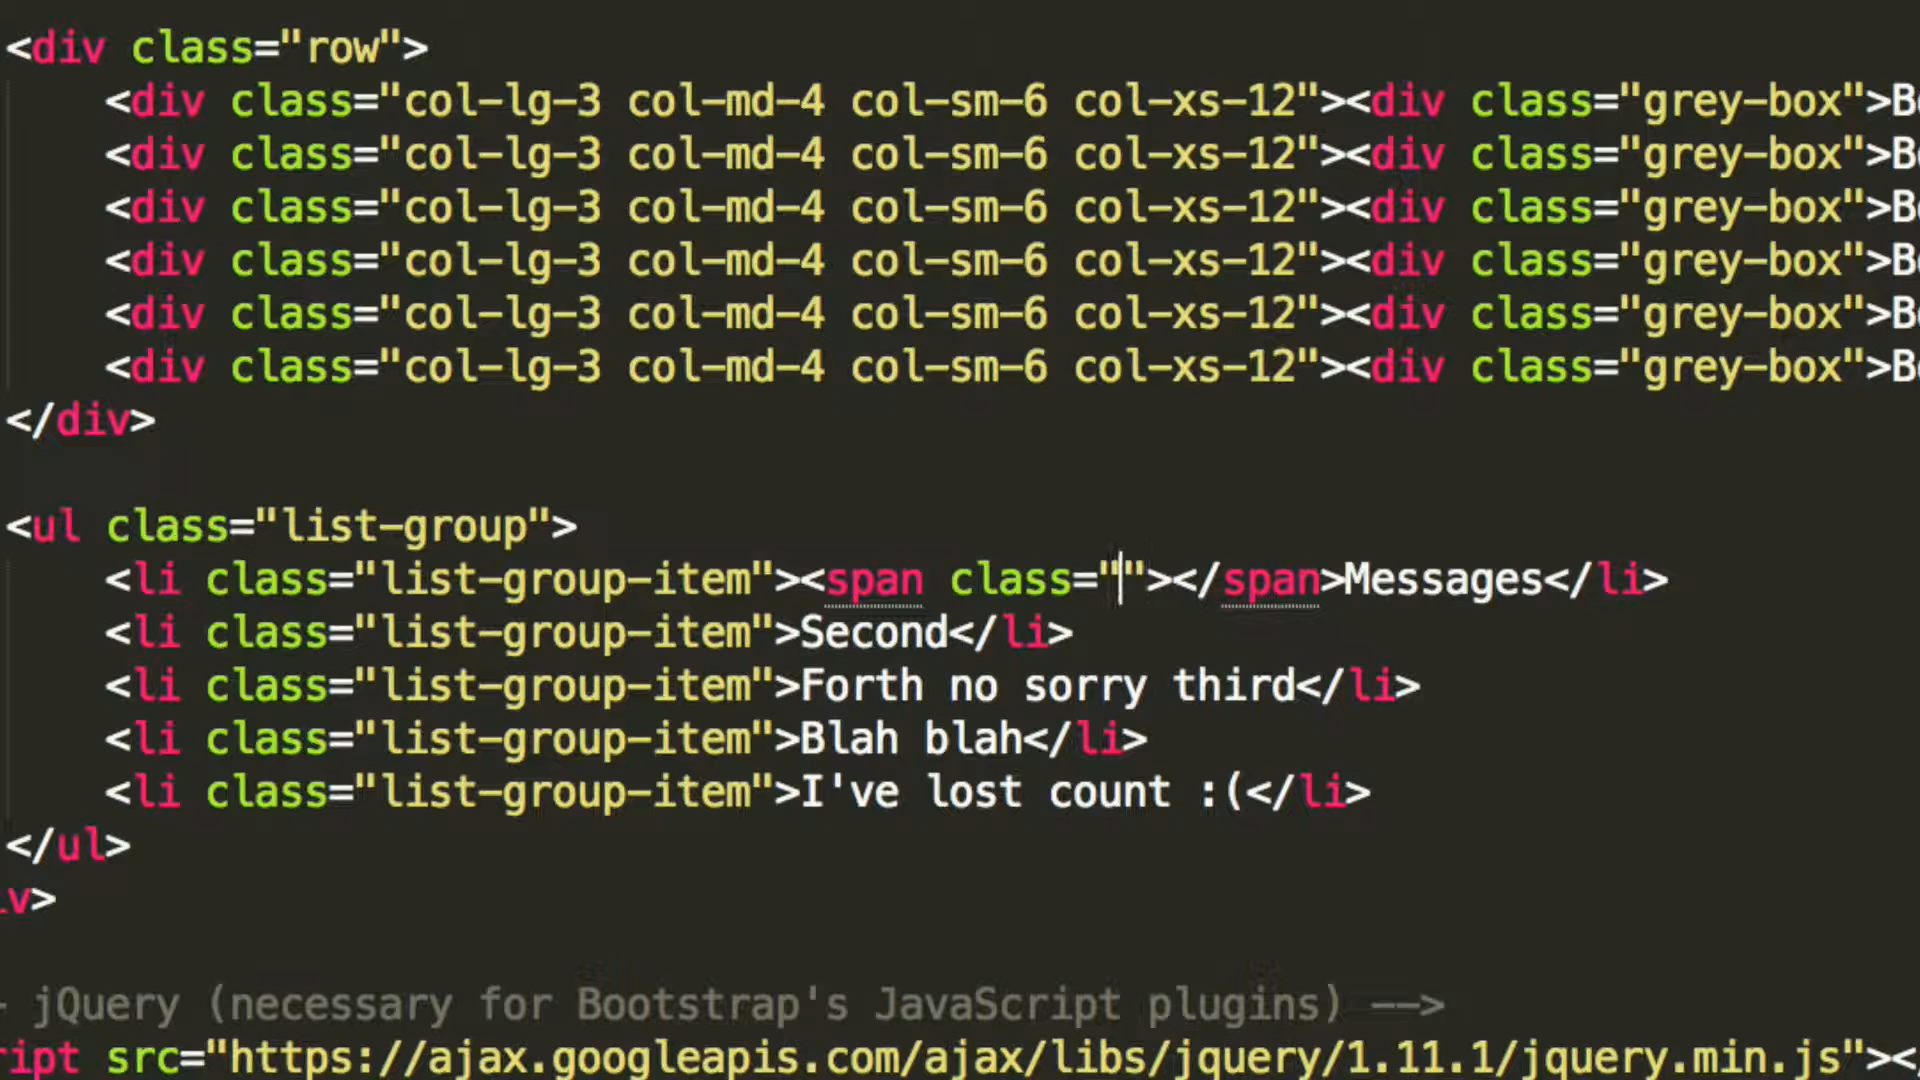 <div class="row">
<div class="col-lg-3 col-md-4 col-sm-6 col-xs-12"><div class="grey-box">
<div class="col-lg-3 col-md-4 col-sm-6 col-xs-12"><div class="grey-box">
<div class="col-lg-3 col-md-4 col-sm-6 col-xs-12"><div class="grey-box">
<div class="col-lg-3 col-md-4 col-sm-6 col-xs-12"><div class="grey-box">
<div class="col-lg-3 col-md-4 col-sm-6 col-xs-12"><div class="grey-box">
<div class="col-lg-3 col-md-4 col-sm-6 col-xs-12"><div class="grey-box">
</div>
<ul class="list-group">
<li class="list-group-item"><span class=""></span>Messages</li>
<li class="list-group-item">Second</li>
<li class="list-group-item">Forth no sorry third</li>
<li class="list-group-item">Blah blah</li>
<li class="list-group-item">I've lost count :(</li>
</ul>
v>
jQuery (necessary for Bootstrap's JavaScript plugins) -->
ript src="https://ajax.googleapis.com/ajax/libs/jquery/1.11.1/jquery.min.js"><